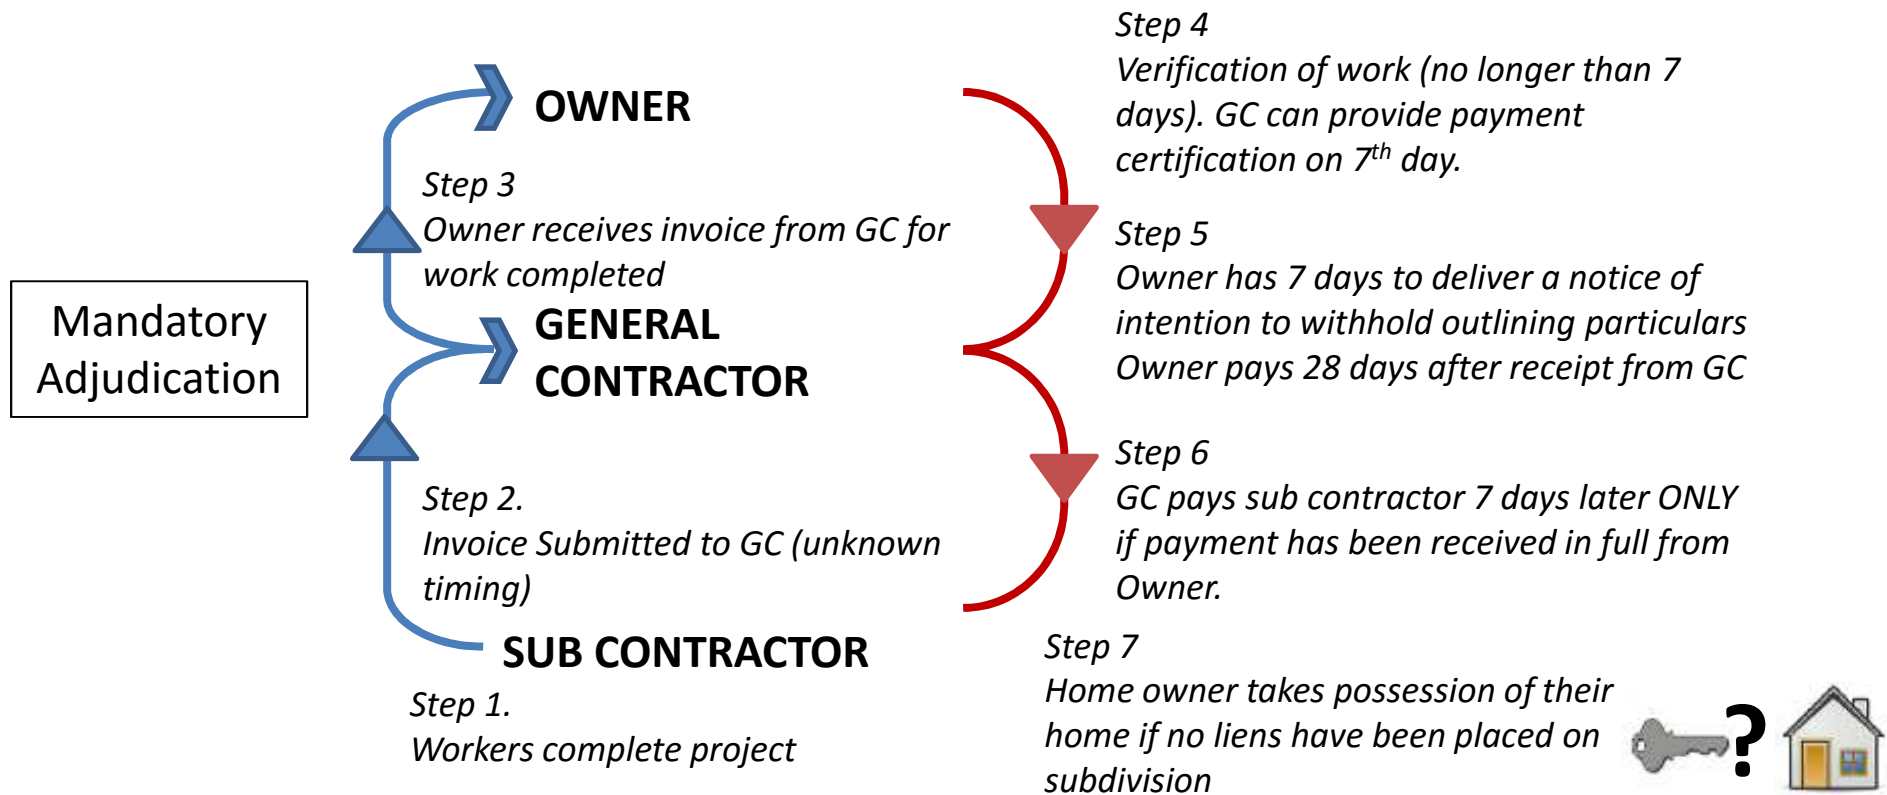 Mandatory
Adjudication
OWNER
Step 3
Owner receives invoice from GC for
work completed
GENERAL
CONTRACTOR
Step 2.
Invoice Submitted to GC (unknown
timing)
SUB CONTRACTOR
Step 1.
Workers complete project
Step 4
Verification of work (no longer than 7
days). GC can provide payment
certification on 7th day.
Step 5
Owner has 7 days to deliver a notice of
intention to withhold outlining particulars
Owner pays 28 days after receipt from GC
Step 6
GC pays sub contractor 7 days later ONLY
if payment has been received in full from
Owner.
Step 7
Home owner takes possession of their
home if no liens have been placed on
subdivision
?